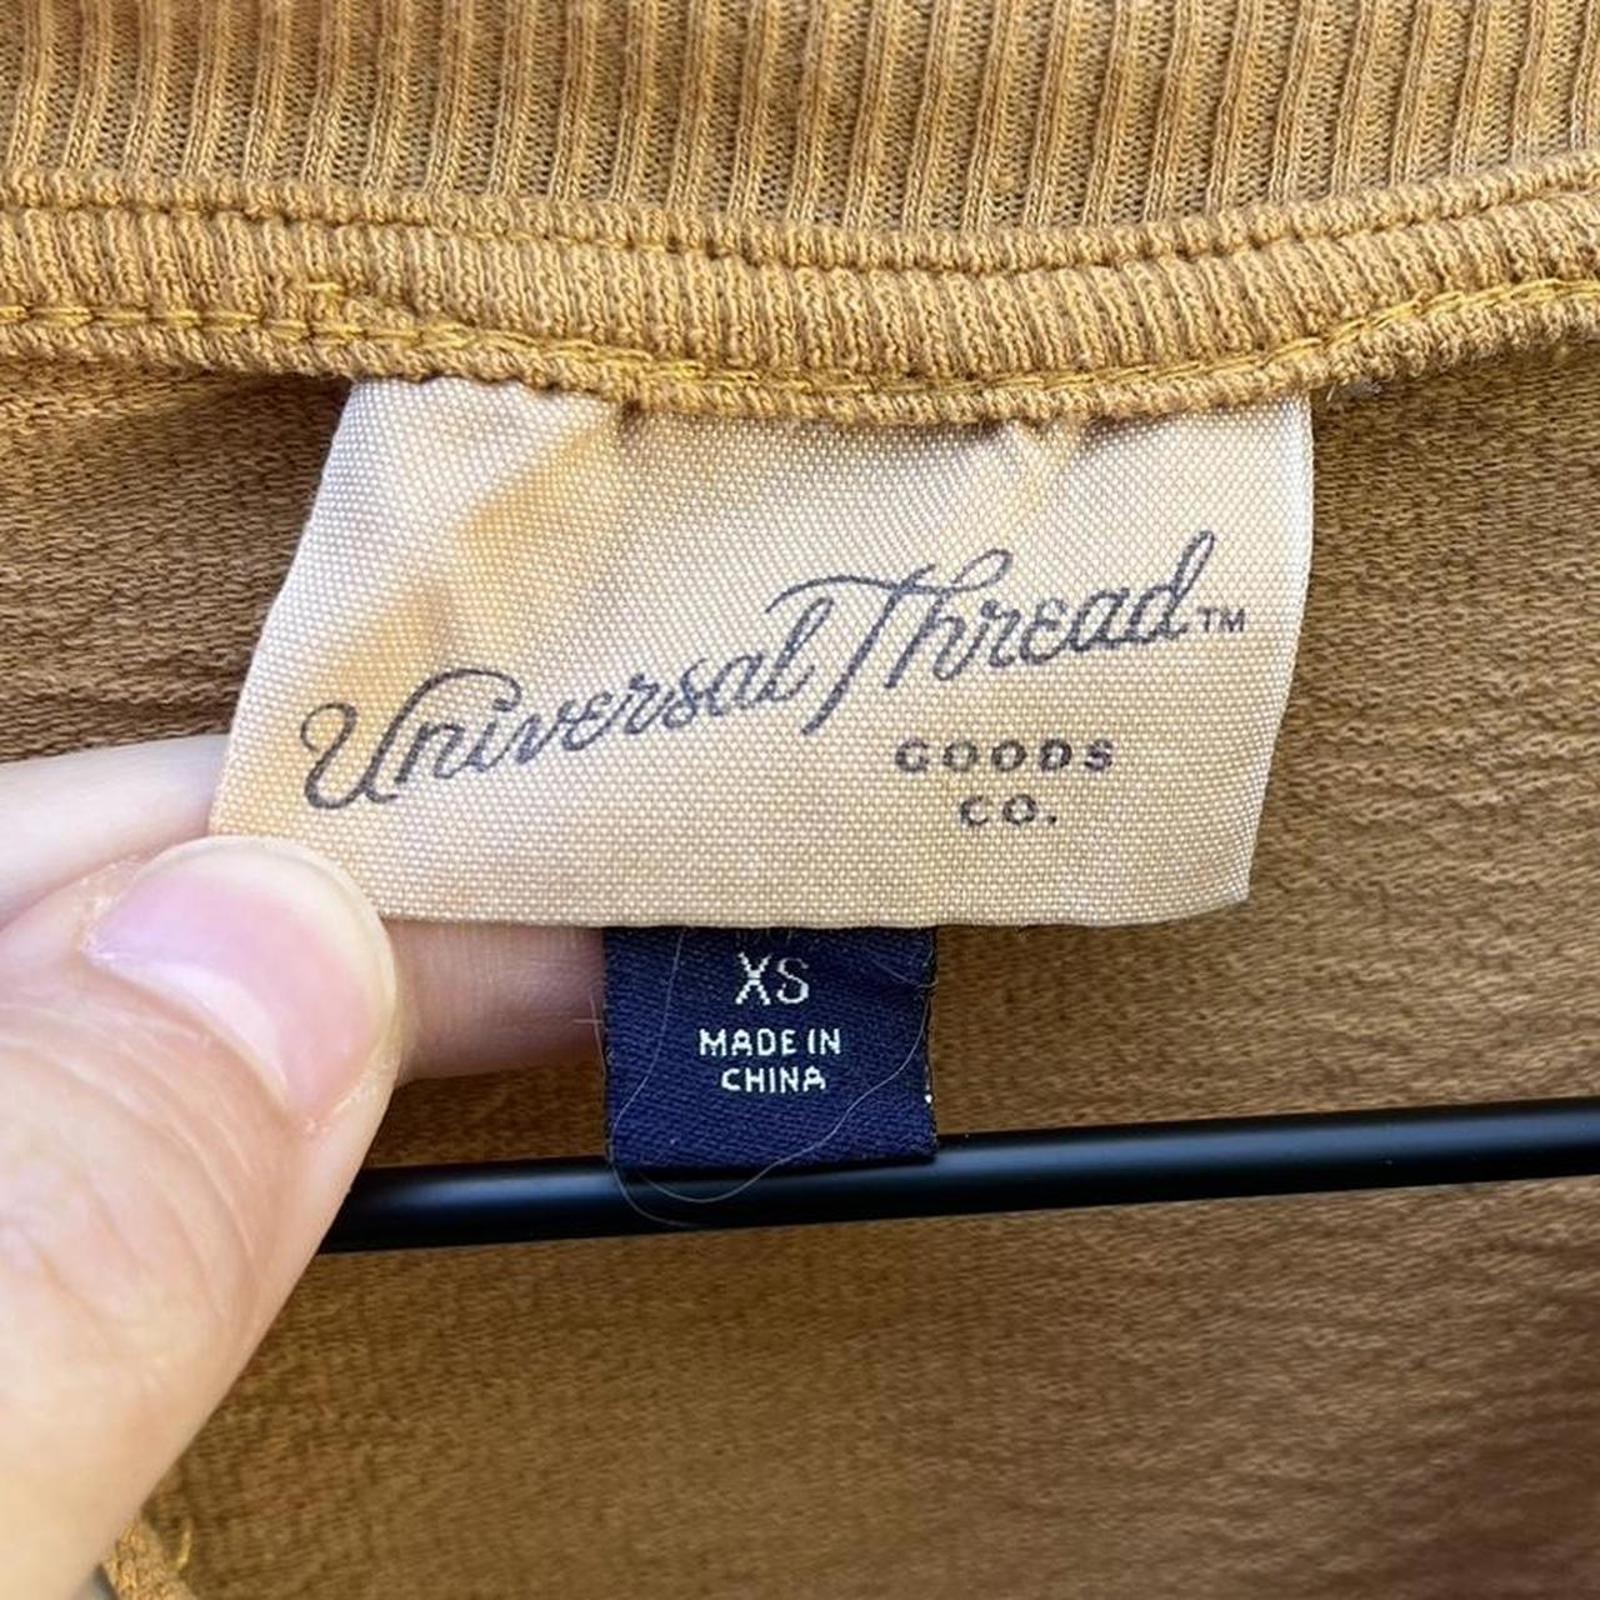 Universal Thread™
GOODS
CO.
XS
MADE IN
CHINA